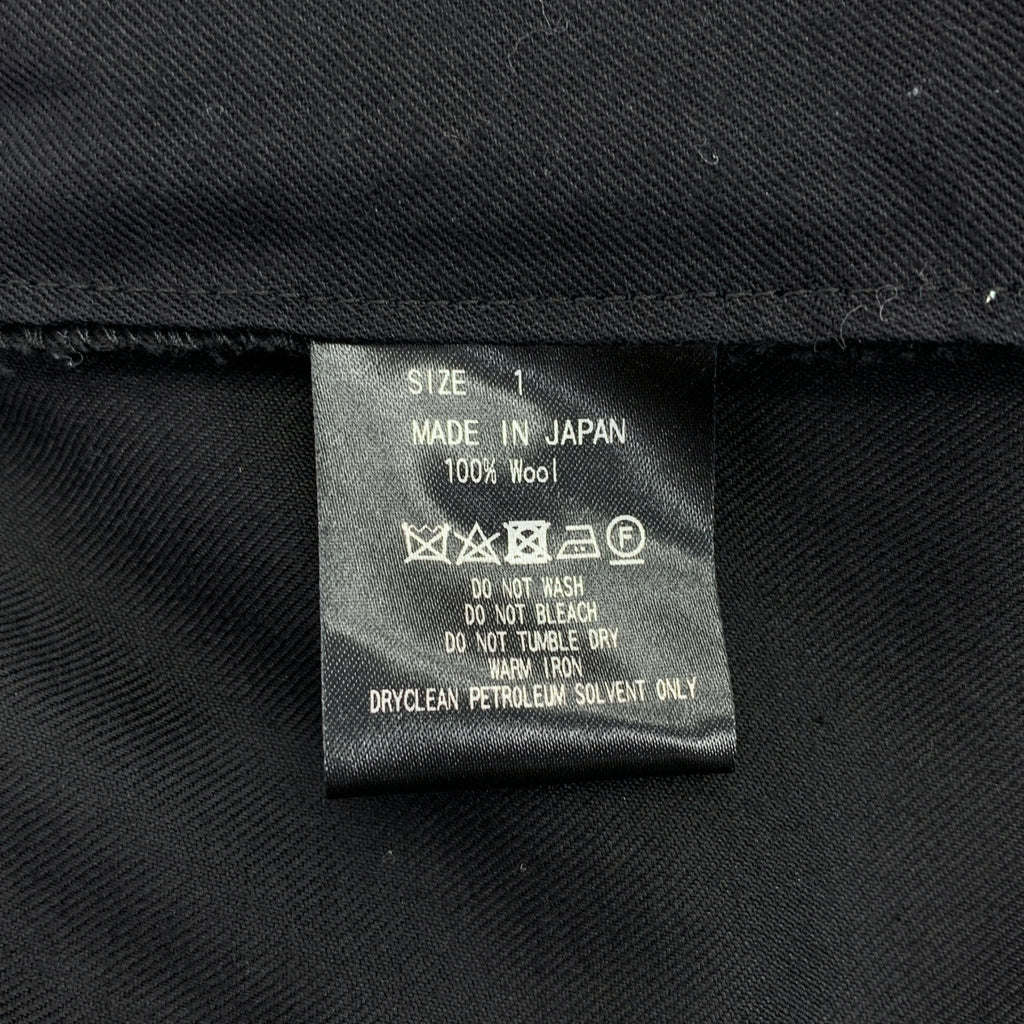 SIZE 1
MADE IN JAPAN
100% Wool
F
DO NOT WASH
DO NOT BLEACH
DO NOT TUMBLE DRY
WARM IRON
DRYCLEAN PETROLEUM SOLVENT ONLY